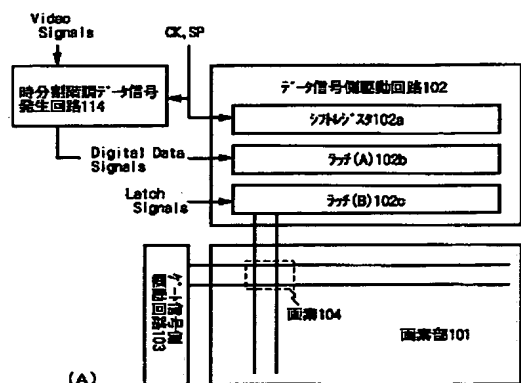 Video
Signals
CK,SP
時分割階調データ信号
発生回路114
データ信号側駆動回路102
シフトレジスタ102a
Digital Data
Signals
ラッチ(A)102b
Latch
Signals
ラッチ(B)102c
ゲート信号側
駆動回路103
画素104
画素部101
(A)